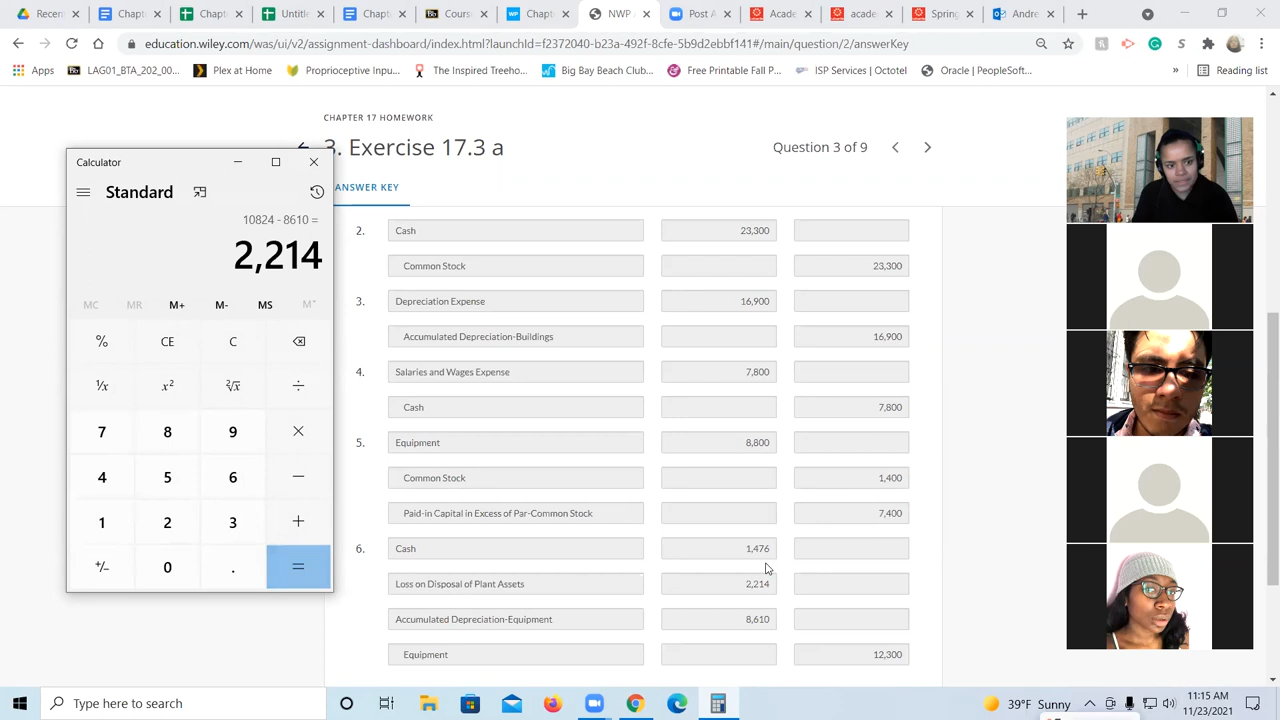 Recen
Chapt
Chapt
Untitle
Chapt
Cours
Chapt
NWP
Post A
Acade
acade
Spring
Andre
education.wiley.com/was/ui/v2/assignment-dashboard/index.html?launchId=f2372040-b23a-492f-8cfe-5b9d2ebbf141#/main/question/2/answerKey
Apps
LAG01_BTA_202_00...
Plex at Home
Proprioceptive Inpu...
The Inspired Treeho...
Big Bay Beach Club...
Free Printable Fall P...
ISP Services | Octotel
Oracle | PeopleSoft...
»
Reading list
CHAPTER 17 HOMEWORK
3. Exercise 17.3 a
Question 3 of 9
ANSWER KEY
Calculator
Standard
10824 - 8610 =
2,214
MC MR M+ M- MS M˅
% CE C
¹/x x² ²√x ÷
7 8 9 ×
4 5 6 −
1 2 3 +
+/− 0 . =
2. Cash 23,300
Common Stock 23,300
3. Depreciation Expense 16,900
Accumulated Depreciation-Buildings 16,900
4. Salaries and Wages Expense 7,800
Cash 7,800
5. Equipment 8,800
Common Stock 1,400
Paid-in Capital in Excess of Par-Common Stock 7,400
6. Cash 1,476
Loss on Disposal of Plant Assets 2,214
Accumulated Depreciation-Equipment 8,610
Equipment 12,300
Type here to search
39°F Sunny
11:15 AM
11/23/2021